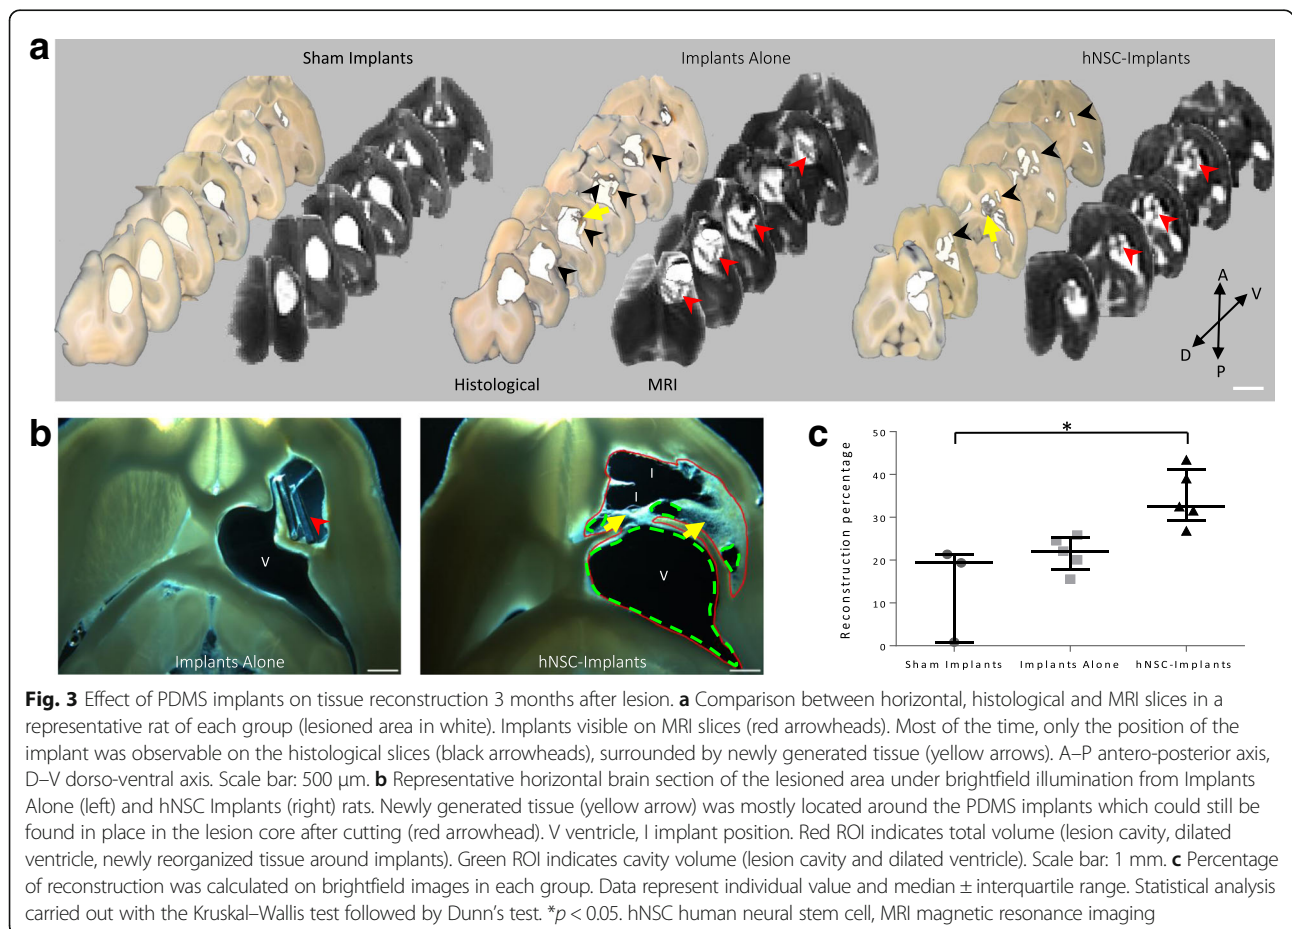 a
Sham Implants
Implants Alone
hNSC-Implants
A
V
D
P
Histological
MRI
b
V
Implants Alone
I
I
V
hNSC-Implants
c
*
Reconstruction percentage
50
40
30
20
10
0
Sham Implants
Implants Alone
hNSC-Implants
Fig. 3 Effect of PDMS implants on tissue reconstruction 3 months after lesion. a Comparison between horizontal, histological and MRI slices in a
representative rat of each group (lesioned area in white). Implants visible on MRI slices (red arrowheads). Most of the time, only the position of the
implant was observable on the histological slices (black arrowheads), surrounded by newly generated tissue (yellow arrows). A–P antero-posterior axis,
D–V dorso-ventral axis. Scale bar: 500 μm. b Representative horizontal brain section of the lesioned area under brightfield illumination from Implants
Alone (left) and hNSC Implants (right) rats. Newly generated tissue (yellow arrow) was mostly located around the PDMS implants which could still be
found in place in the lesion core after cutting (red arrowhead). V ventricle, I implant position. Red ROI indicates total volume (lesion cavity, dilated
ventricle, newly reorganized tissue around implants). Green ROI indicates cavity volume (lesion cavity and dilated ventricle). Scale bar: 1 mm. c Percentage
of reconstruction was calculated on brightfield images in each group. Data represent individual value and median ± interquartile range. Statistical analysis
carried out with the Kruskal–Wallis test followed by Dunn's test. *p < 0.05. hNSC human neural stem cell, MRI magnetic resonance imaging